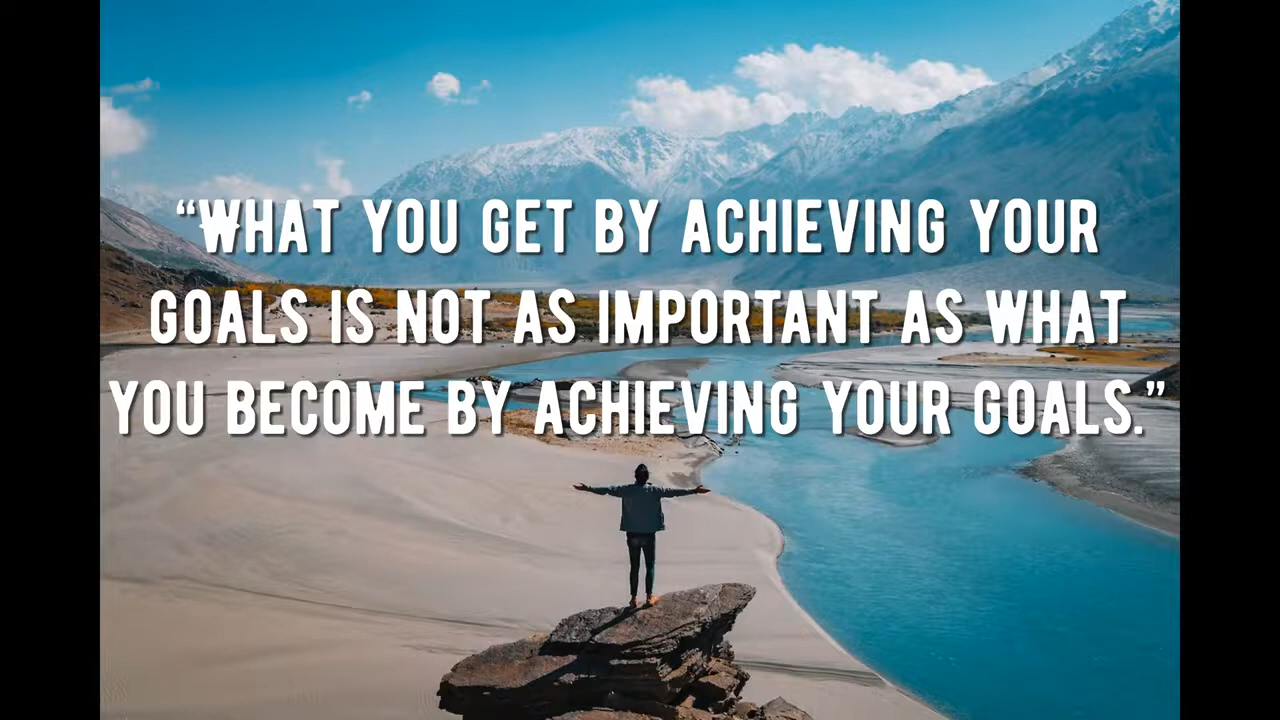 “WHAT YOU GET BY ACHIEVING YOUR
GOALS IS NOT AS IMPORTANT AS WHAT
YOU BECOME BY ACHIEVING YOUR GOALS.”